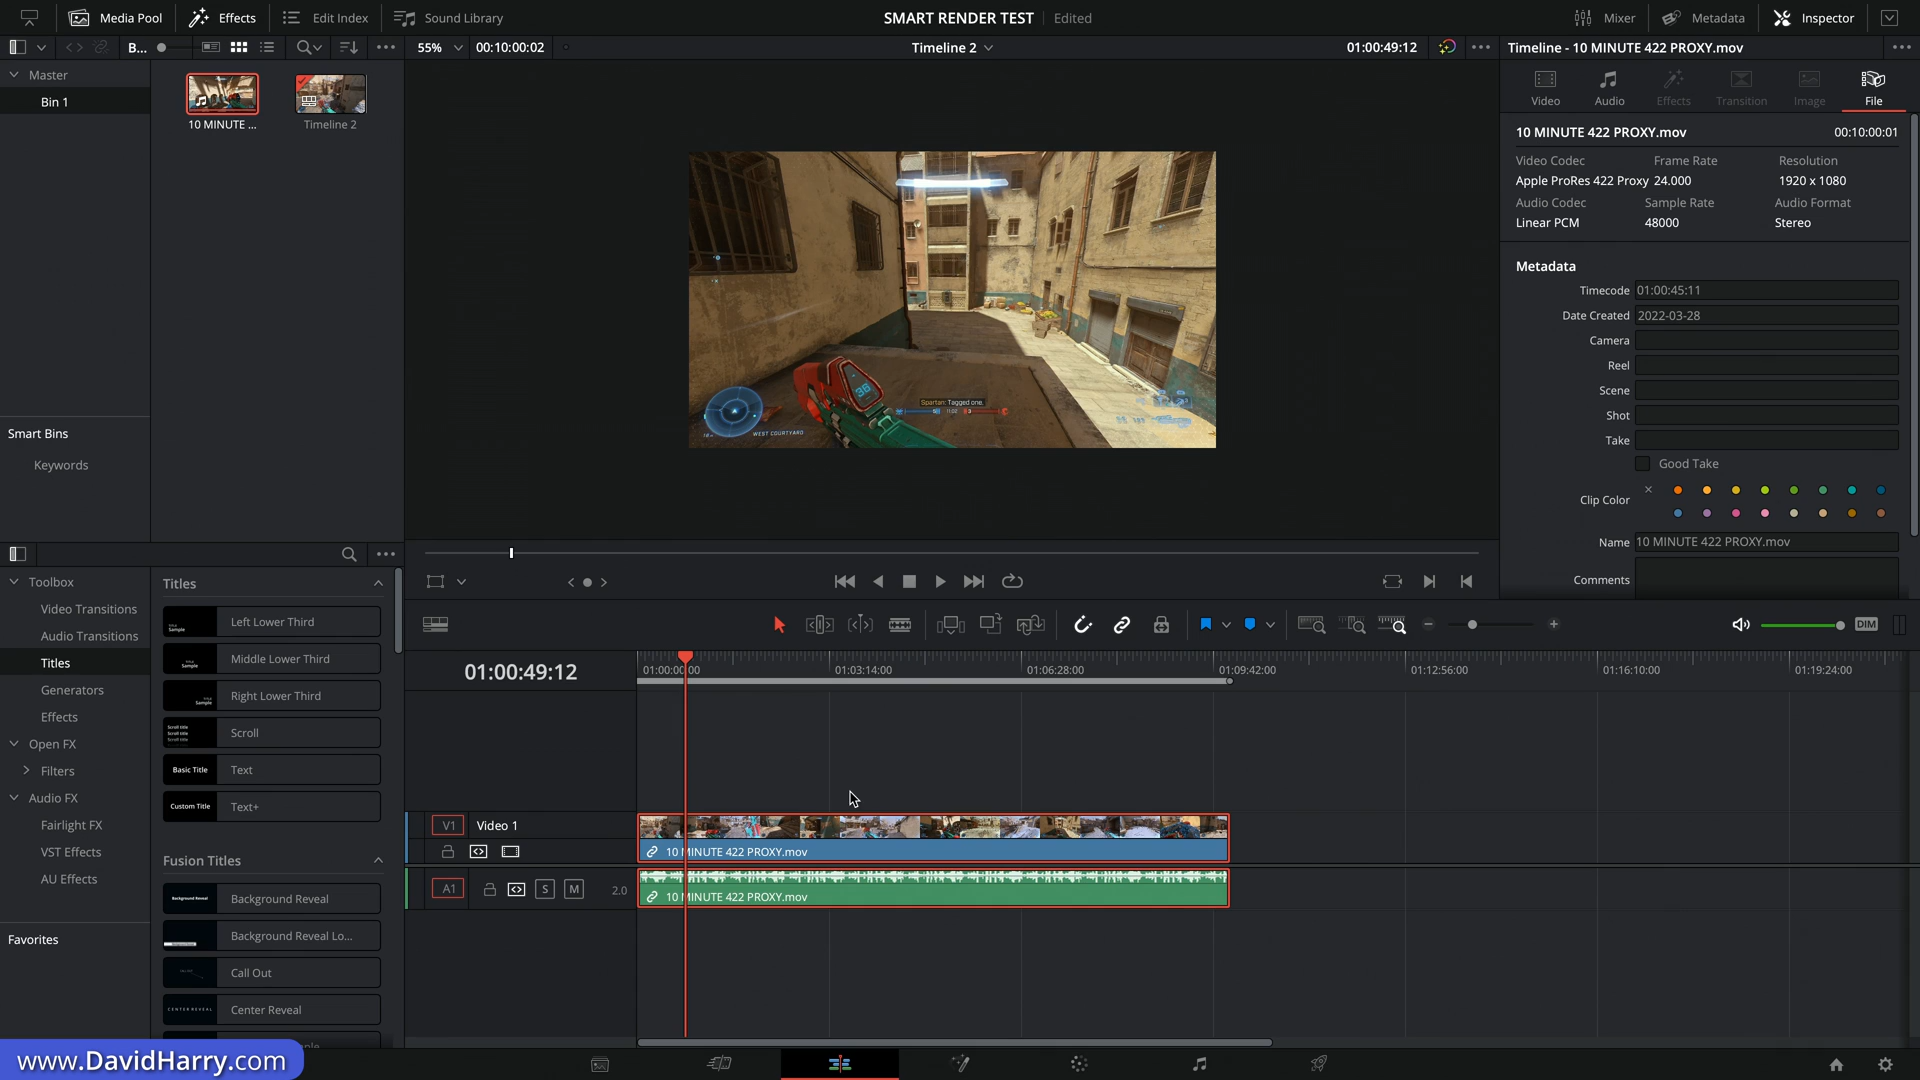 Media Pool
Effects
Edit Index
Sound Library
SMART RENDER TEST
Edited
Mixer
Metadata
Inspector
B...
55%
00:10:00:02
Timeline 2
01:00:49:12
Timeline - 10 MINUTE 422 PROXY.mov
Master
Bin 1
10 MINUTE ...
Timeline 2
Smart Bins
Keywords
Video
Audio
Effects
Transition
Image
File
10 MINUTE 422 PROXY.mov
00:10:00:01
Video Codec
Frame Rate
Resolution
Apple ProRes 422 Proxy
24.000
1920 x 1080
Audio Codec
Sample Rate
Audio Format
Linear PCM
48000
Stereo
Metadata
Timecode
01:00:45:11
Date Created
2022-03-28
Camera
Reel
Scene
Shot
Take
Good Take
Clip Color
Name
10 MINUTE 422 PROXY.mov
Comments
36
Spartan: Tagged one.
WEST COURTYARD
Toolbox
Video Transitions
Audio Transitions
Titles
Generators
Effects
Open FX
Filters
Audio FX
Fairlight FX
VST Effects
AU Effects
Favorites
Titles
Left Lower Third
Middle Lower Third
Right Lower Third
Scroll
Basic Title
Text
Custom Title
Text+
Fusion Titles
Background Reveal
Background Reveal Lo...
Call Out
CENTER REVEAL
Center Reveal
DIM
01:00:49:12
01:03:14:00
01:06:28:00
01:09:42:00
01:12:56:00
01:16:10:00
01:19:24:00
V1
Video 1
10 MINUTE 422 PROXY.mov
A1
S
M
2.0
10 MINUTE 422 PROXY.mov
www.DavidHarry.com